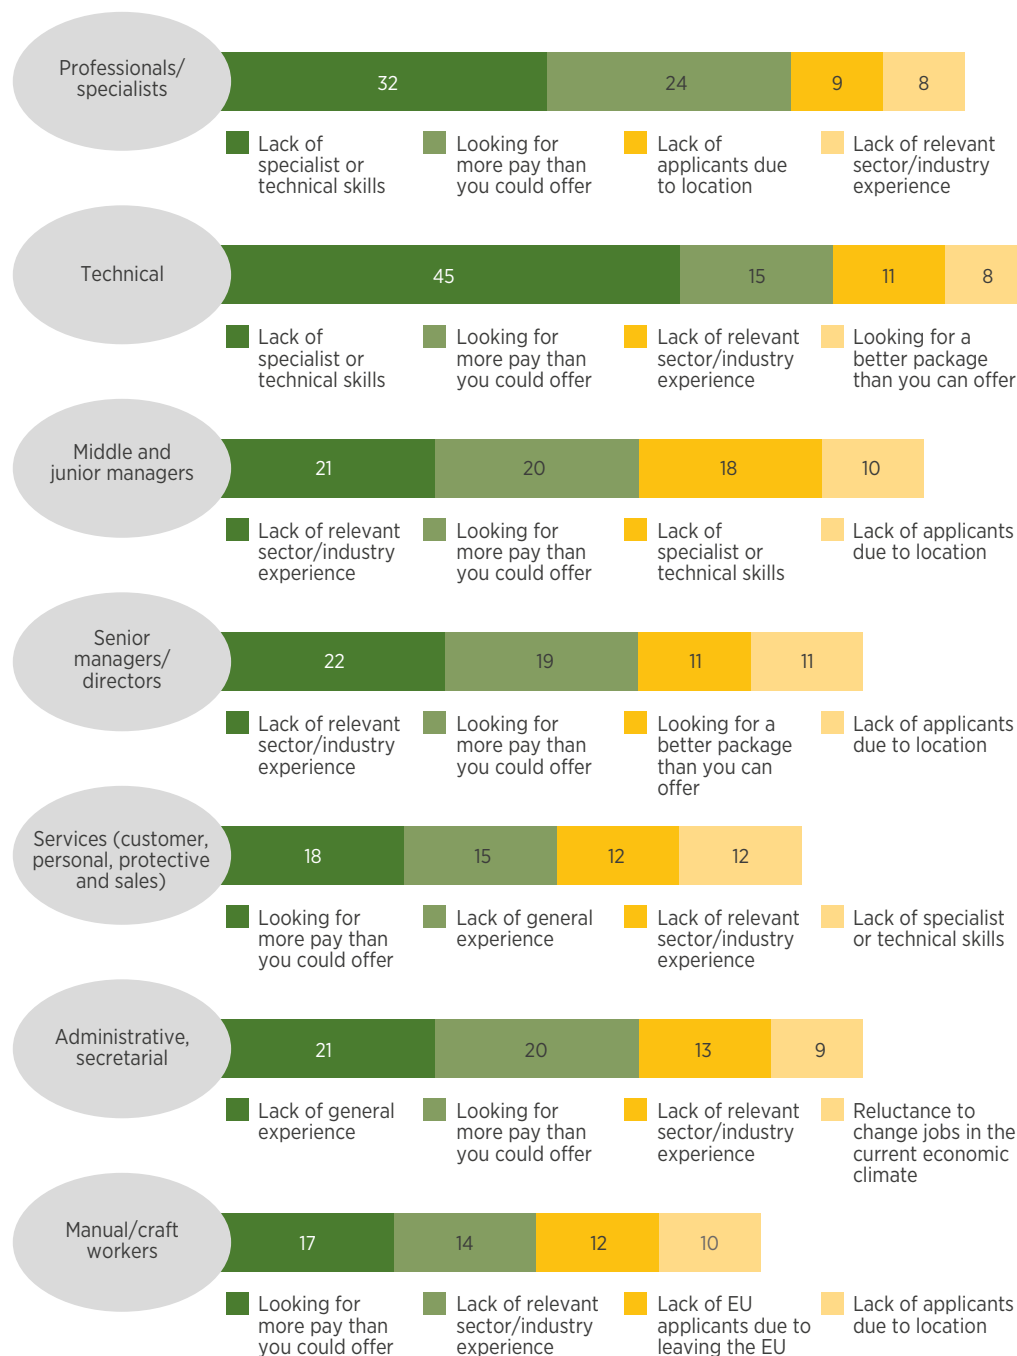 Professionals/
specialists
32
24
9
8
Lack of
specialist or
technical skills
Looking for
more pay than
you could offer
Lack of
applicants due
to location
Lack of relevant
sector/industry
experience
Technical
45
15
11
8
Lack of
specialist or
technical skills
Looking for
more pay than
you could offer
Lack of relevant
sector/industry
experience
Looking for a
better package
than you can offer
Middle and
junior managers
21
20
18
10
Lack of relevant
sector/industry
experience
Looking for
more pay than
you could offer
Lack of
specialist or
technical skills
Lack of applicants
due to location
Senior
managers/
directors
22
19
11
11
Lack of relevant
sector/industry
experience
Looking for
more pay than
you could offer
Looking for a
better package
than you can
offer
Lack of applicants
due to location
Services (customer,
personal, protective
and sales)
18
15
12
12
Looking for
more pay than
you could offer
Lack of general
experience
Lack of relevant
sector/industry
experience
Lack of specialist
or technical skills
Administrative,
secretarial
21
20
13
9
Lack of general
experience
Looking for
more pay than
you could offer
Lack of relevant
sector/industry
experience
Reluctance to
change jobs in the
current economic
climate
Manual/craft
workers
17
14
12
10
Looking for
more pay than
you could offer
Lack of relevant
sector/industry
experience
Lack of EU
applicants due to
leaving the EU
Lack of applicants
due to location